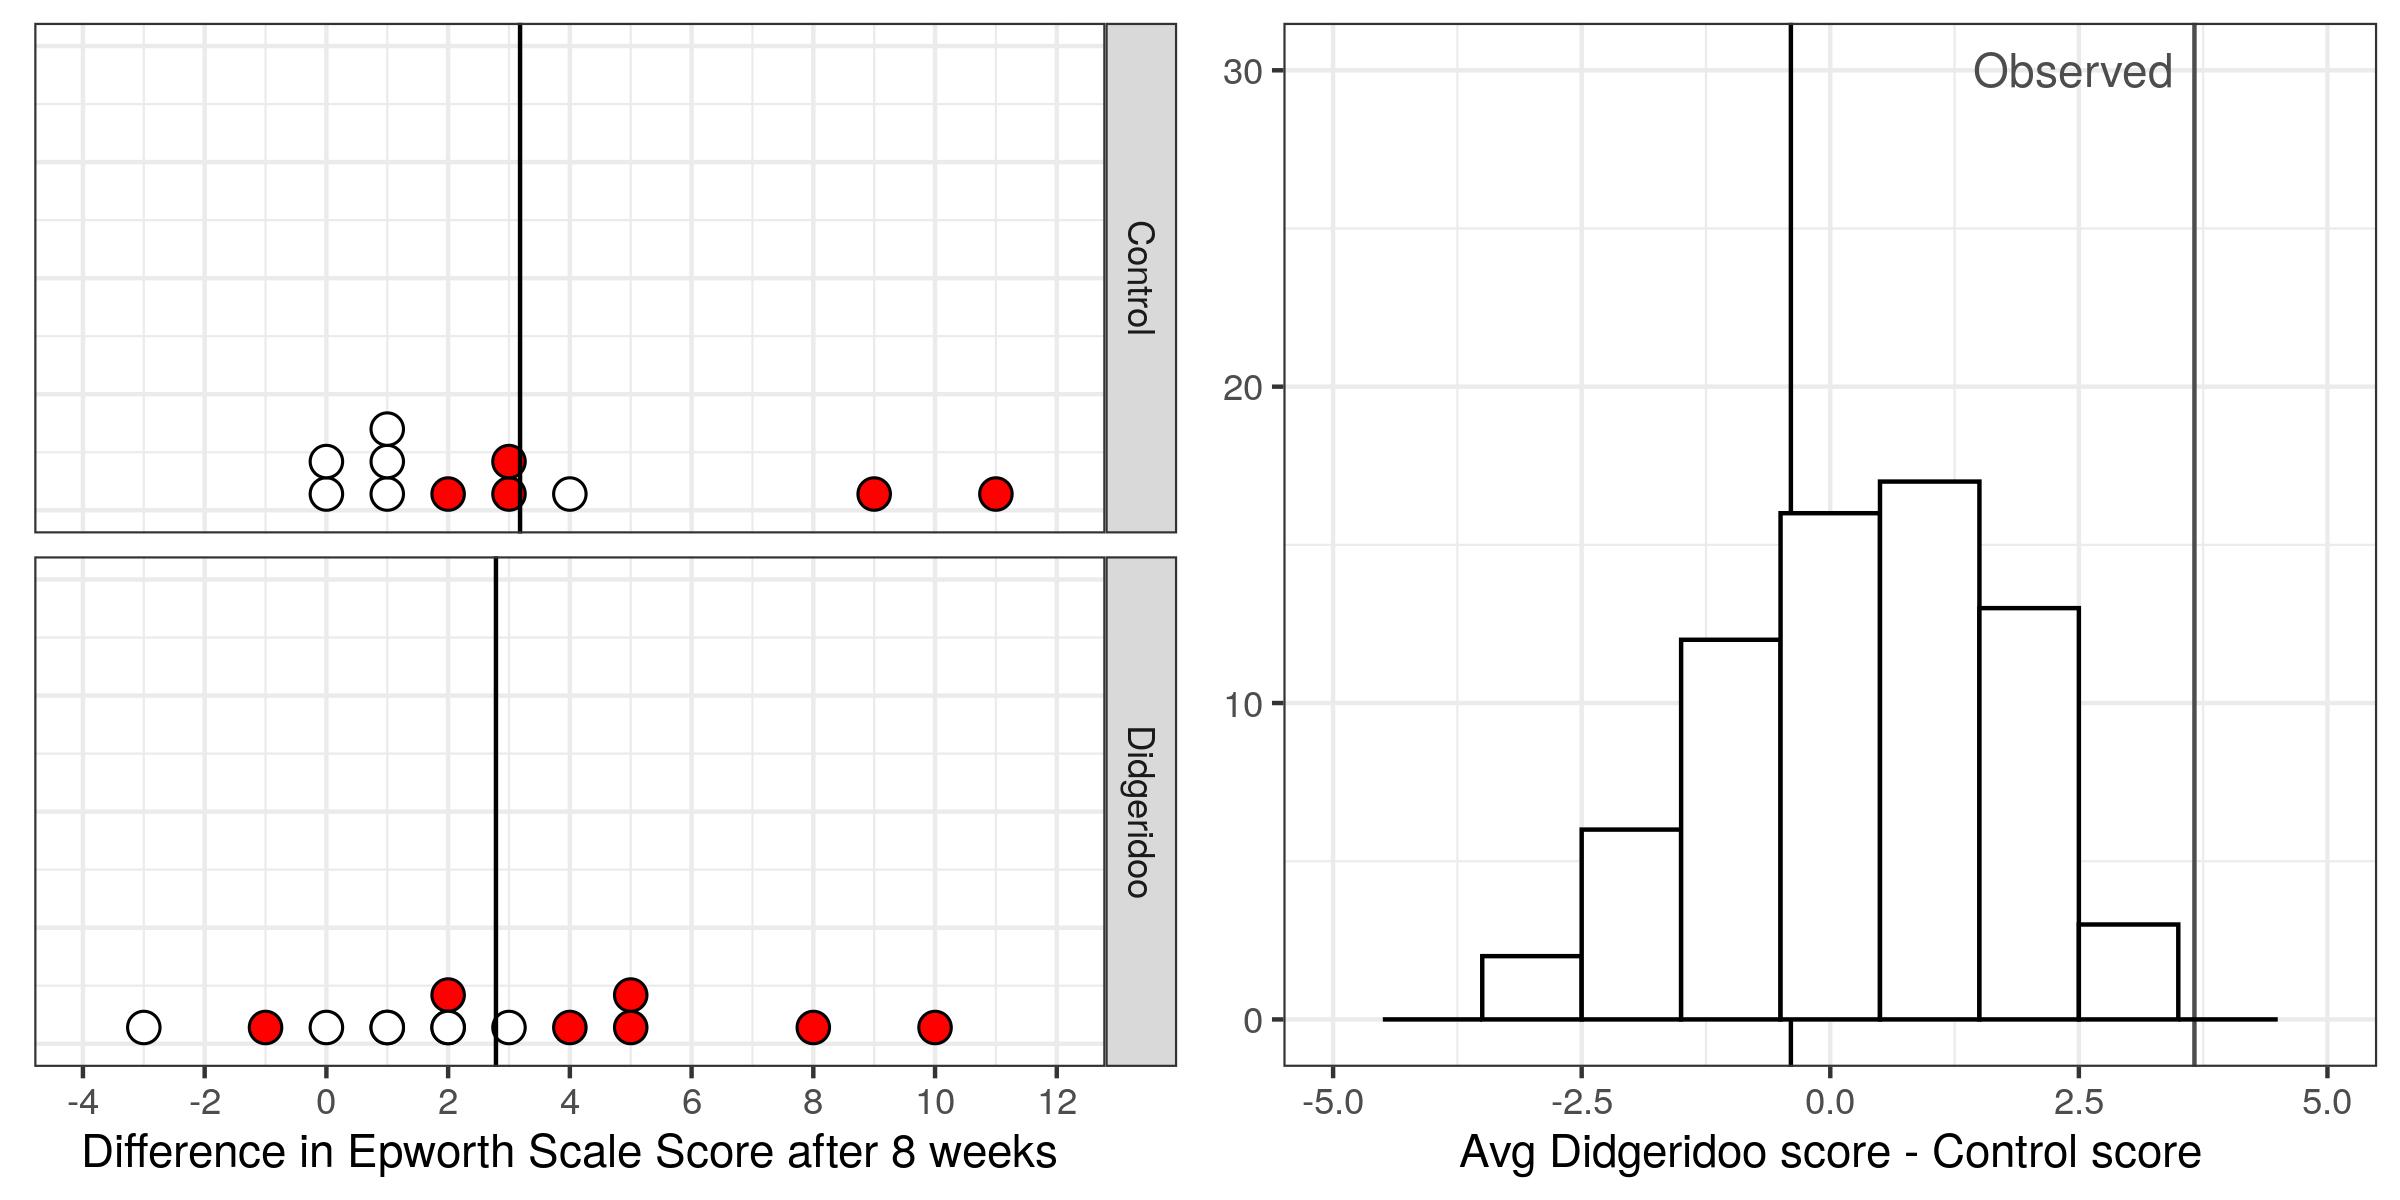 Control
Didgeridoo
-4 -2 0 2 4 6 8 10 12
Difference in Epworth Scale Score after 8 weeks
30
20
10
0
Observed
-5.0 -2.5 0.0 2.5 5.0
Avg Didgeridoo score - Control score